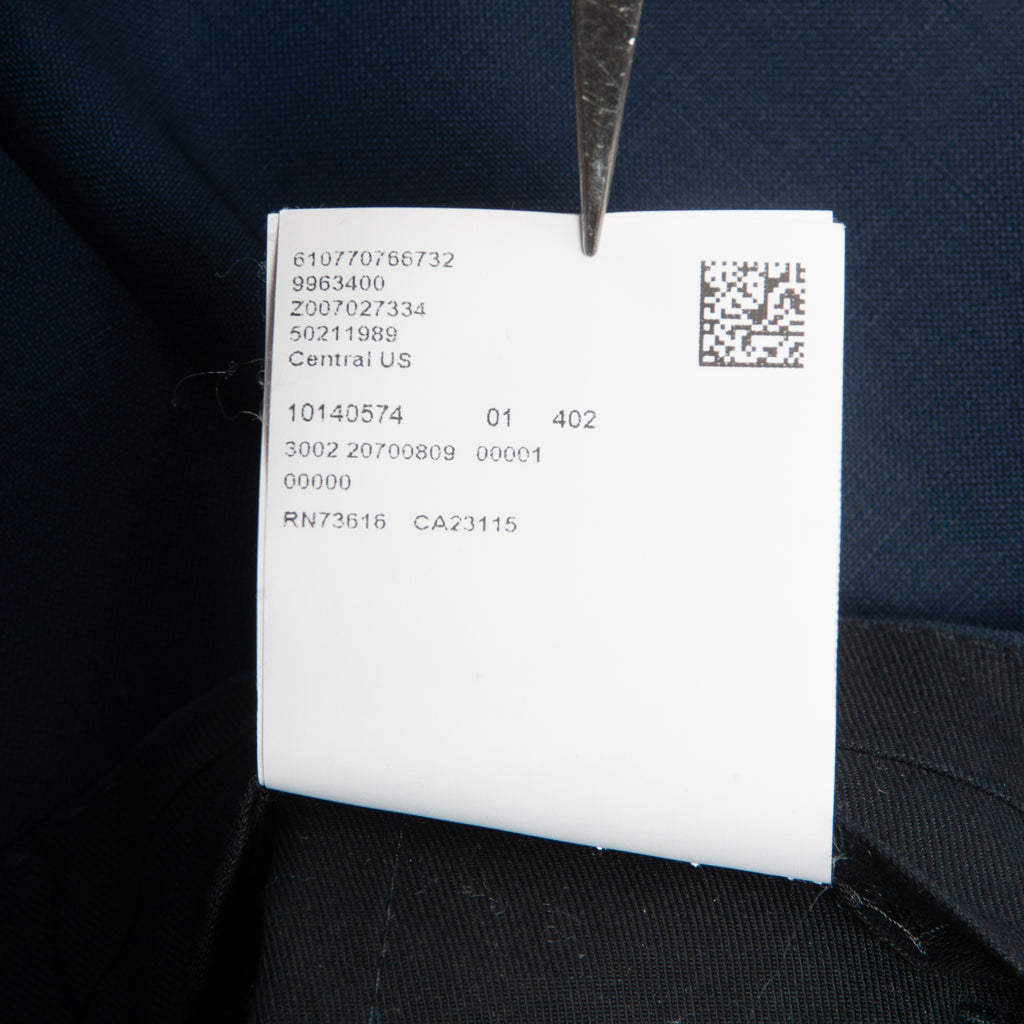 610770766732
9963400
Z007027334
50211989
Central US
10140574 01 402
3002 20700809 00001
00000
RN73616 CA23115